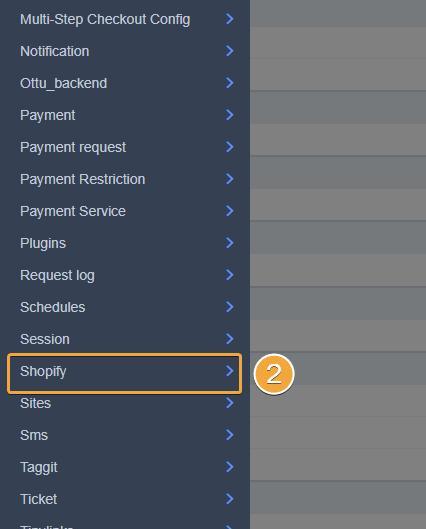 Multi-Step Checkout Config
Notification
Ottu_backend
Payment
Payment request
Payment Restriction
Payment Service
Plugins
Request log
Schedules
Session
Shopify
2
Sites
Sms
Taggit
Ticket